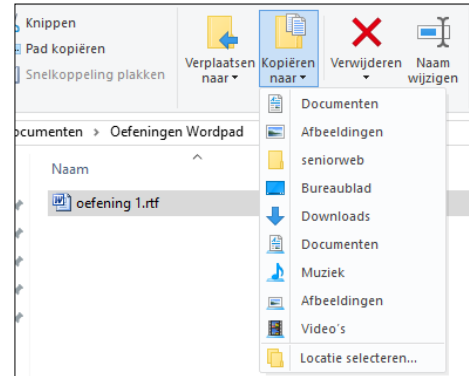 Knippen
Pad kopiëren
Snelkoppeling plakken
Verplaatsen
naar
Kopiëren
naar
Verwijderen
Naam
wijzigen
Documenten
Afbeeldingen
seniorweb
Bureaublad
Downloads
Documenten
Muziek
Afbeeldingen
Video's
Locatie selecteren...
ocumenten > Oefeningen Wordpad
Naam
oefening 1.rtf